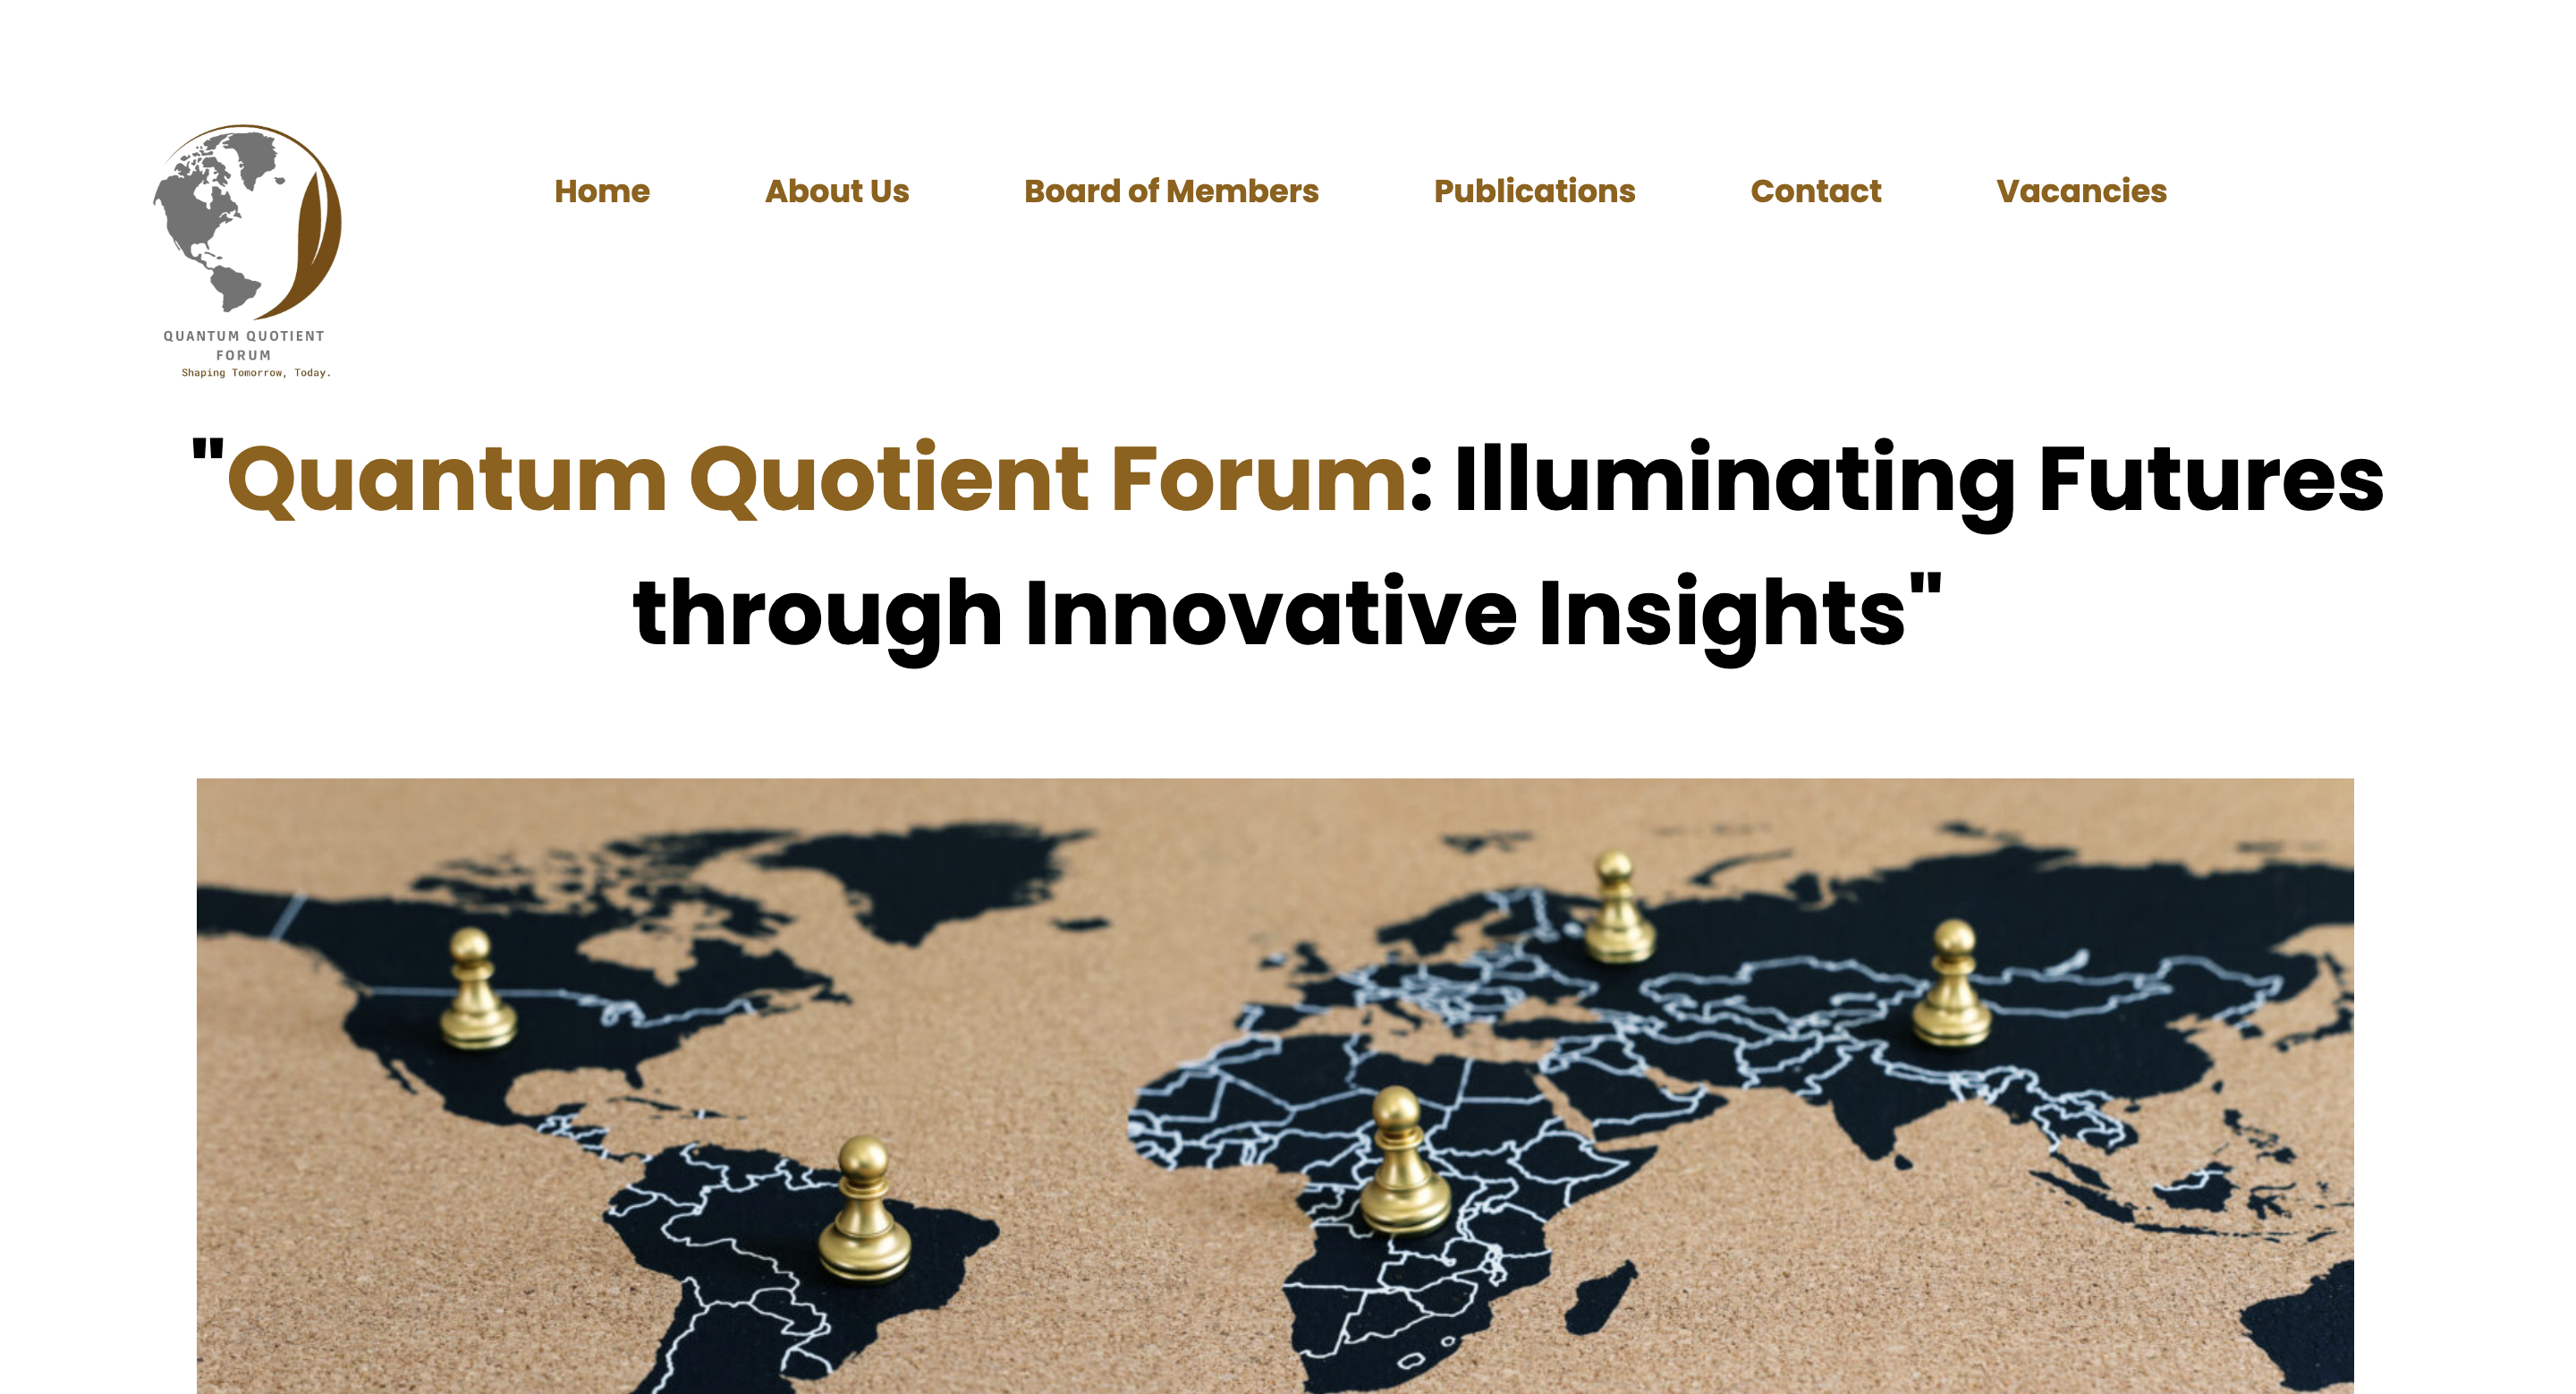 Home
About Us
Board of Members
Publications
Contact
Vacancies
QUANTUM QUOTIENT
FORUM
Shaping Tomorrow, Today.
"Quantum Quotient Forum: Illuminating Futures
through Innovative Insights"